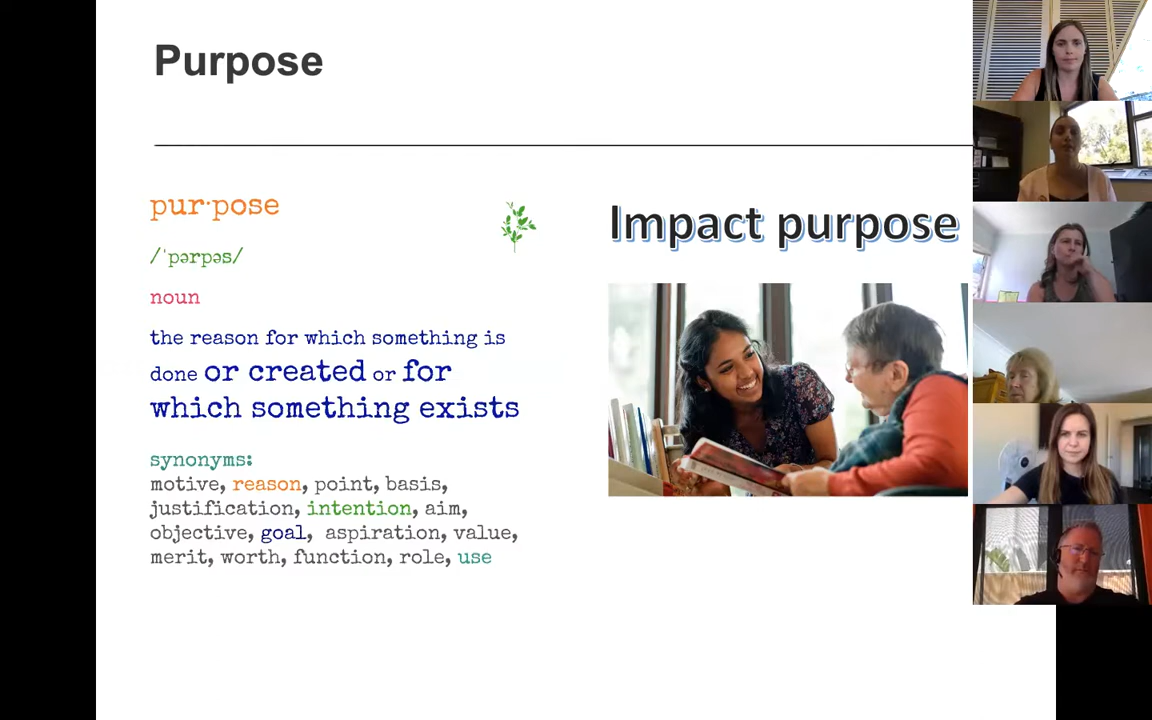 Purpose
pur·pose
/ˈpərpəs/
noun
the reason for which something is
done or created or for
which something exists
synonyms:
motive, reason, point, basis,
justification, intention, aim,
objective, goal, aspiration, value,
merit, worth, function, role, use
Impact purpose